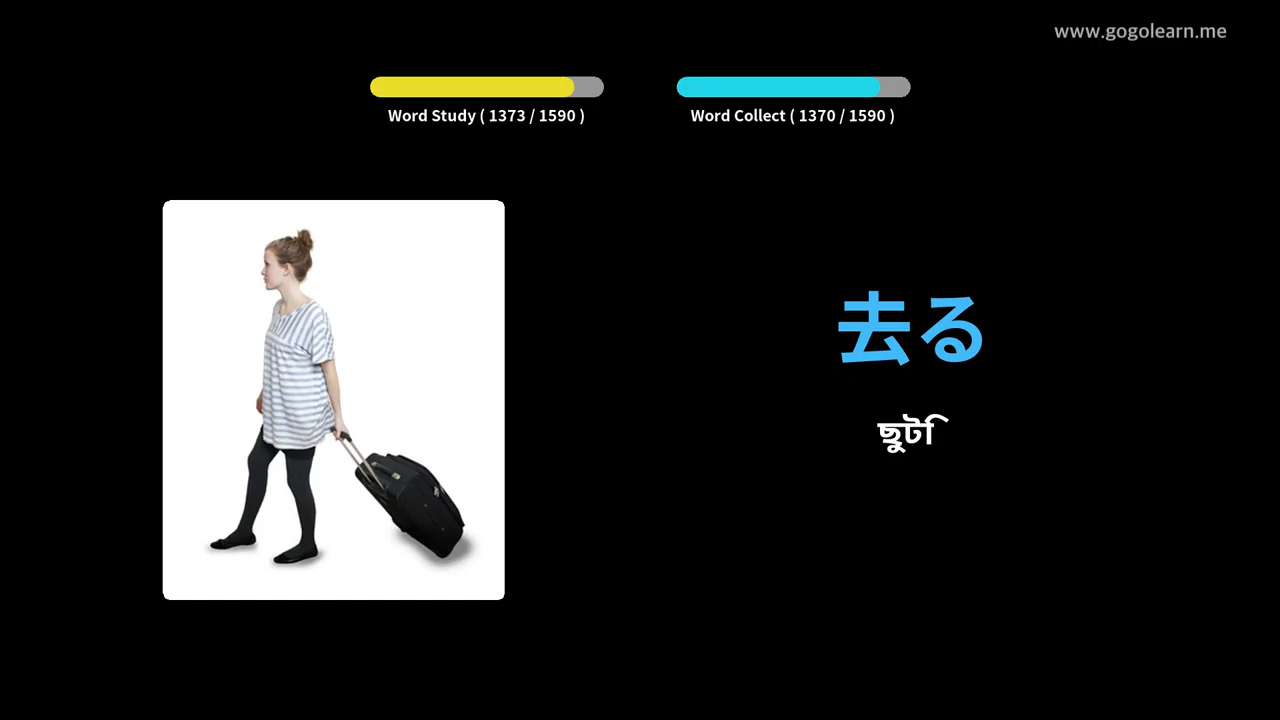 www.gogolearn.me
Word Study ( 1373 / 1590 )
Word Collect ( 1370 / 1590 )
去る
ছুটি